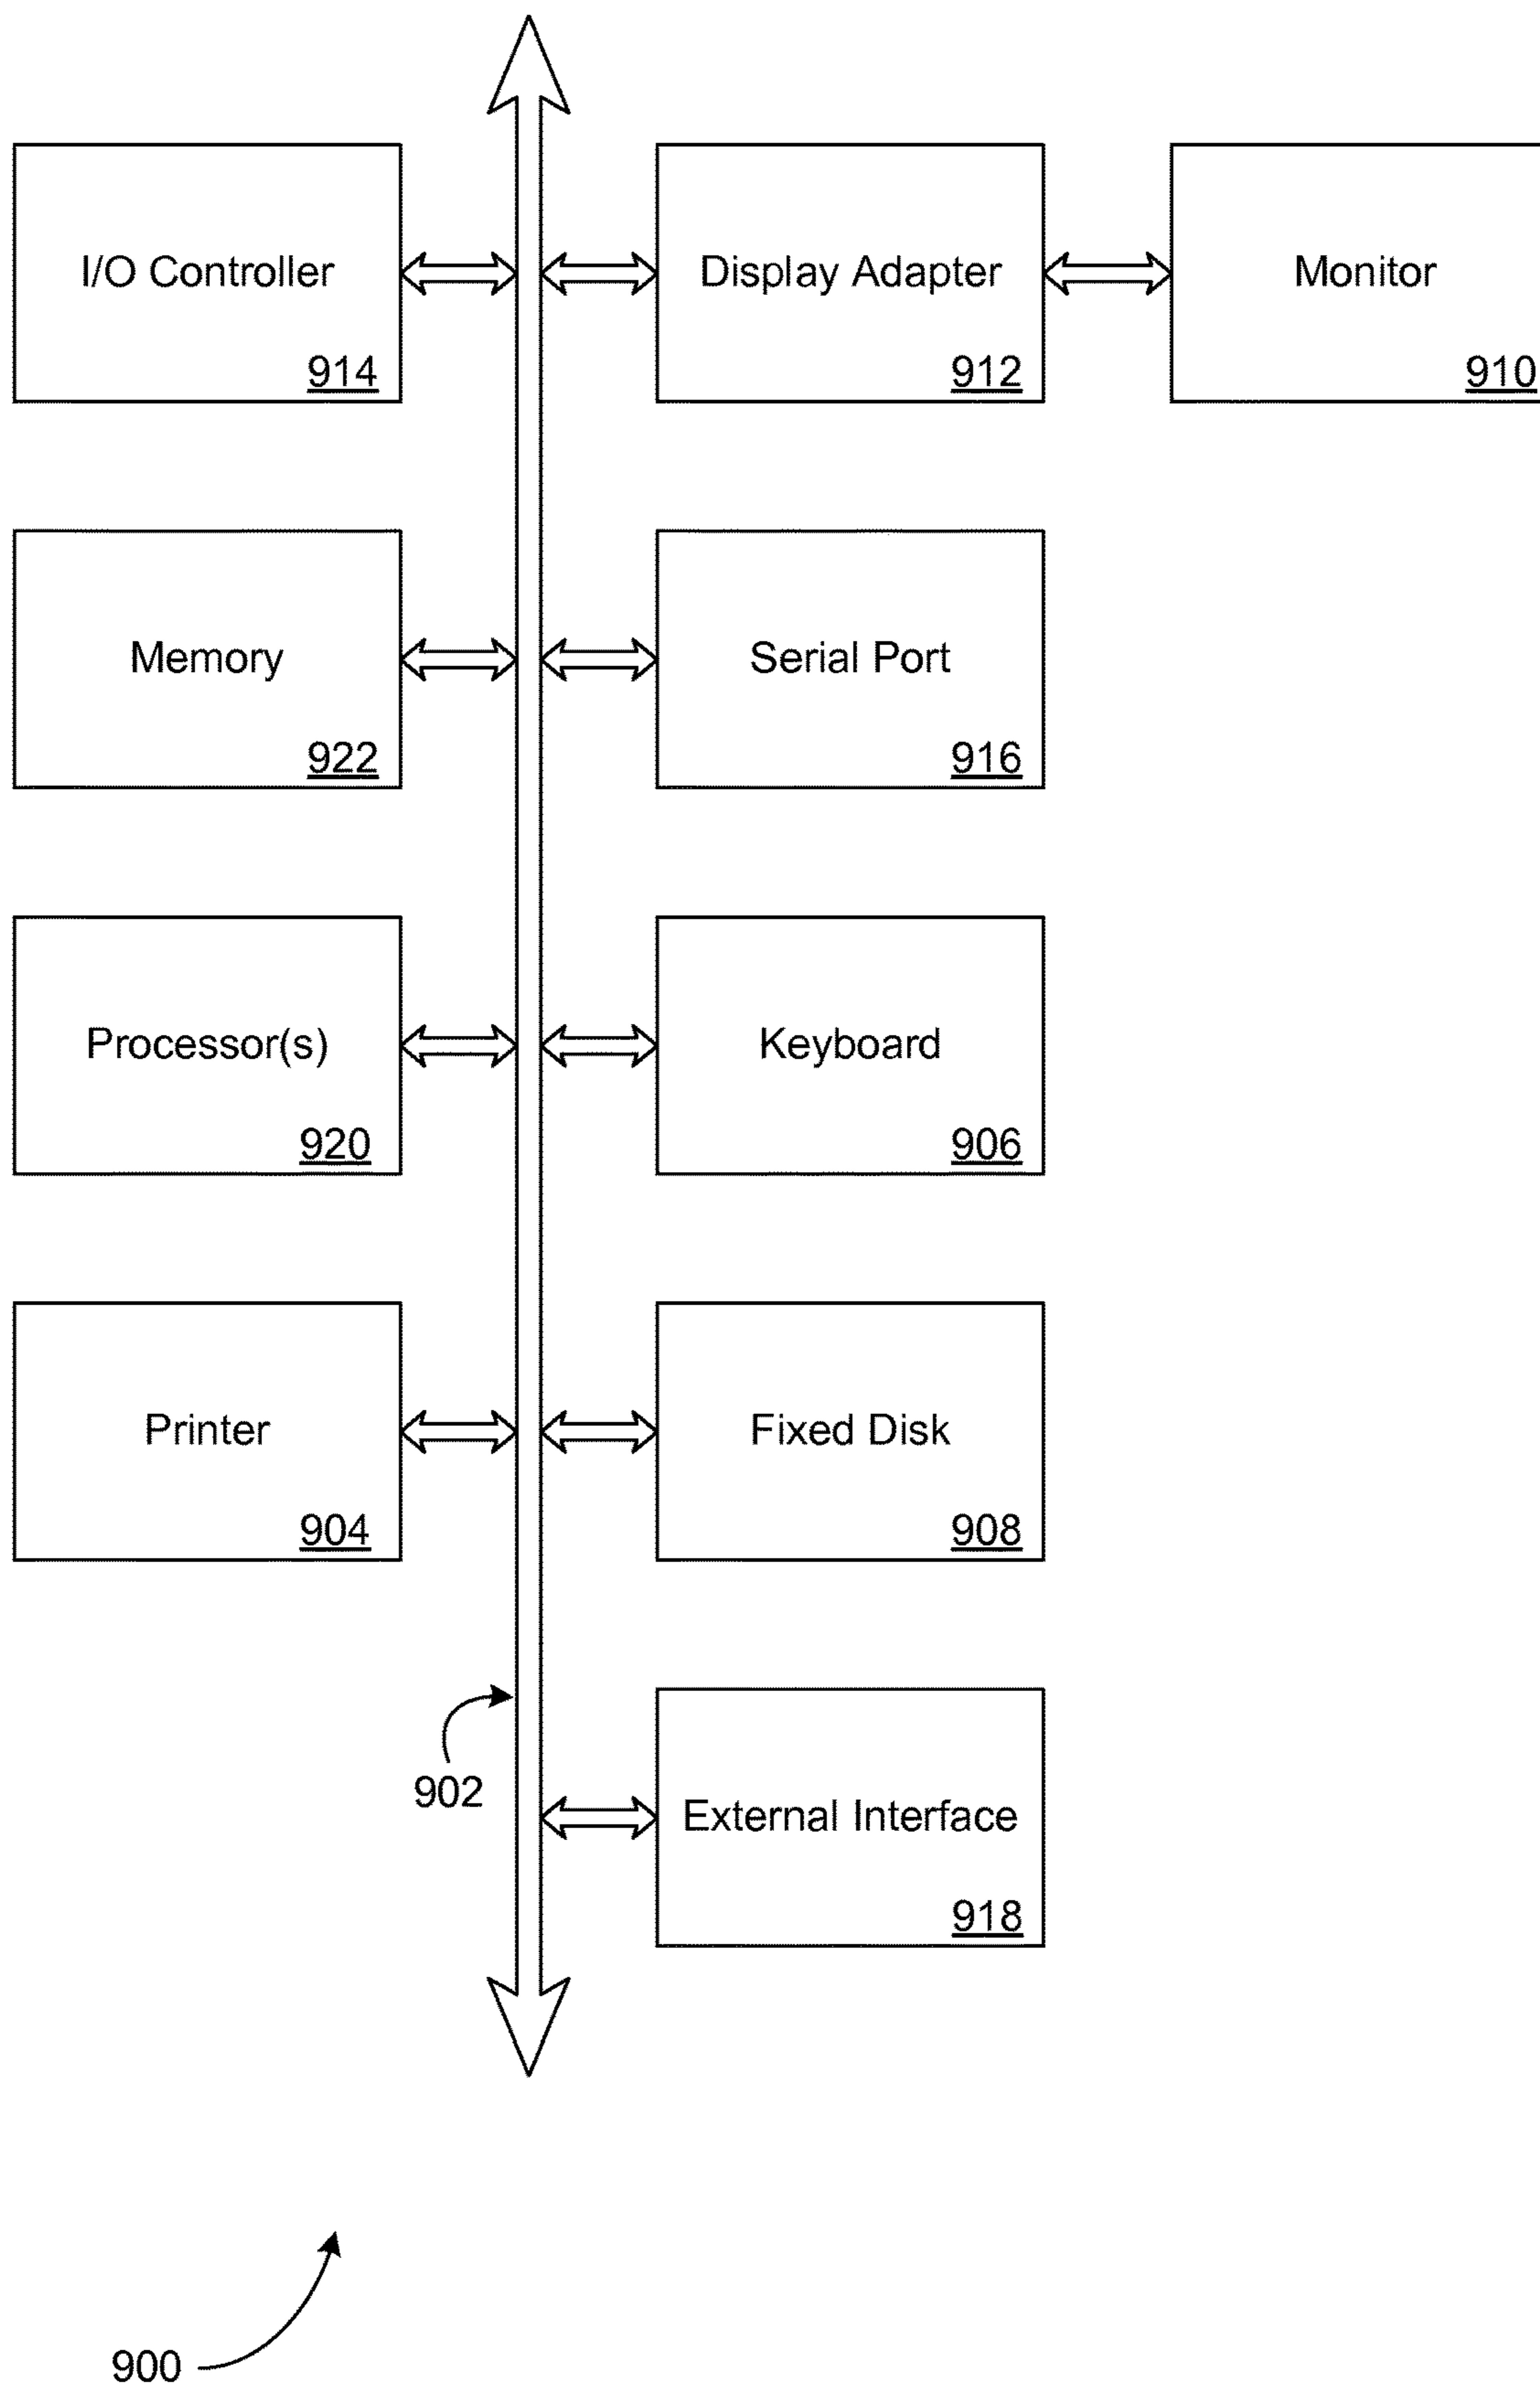 I/O Controller
914
Display Adapter
912
Monitor
910
Memory
922
Serial Port
916
Processor(s)
920
Keyboard
906
Printer
904
Fixed Disk
908
902
External Interface
918
900